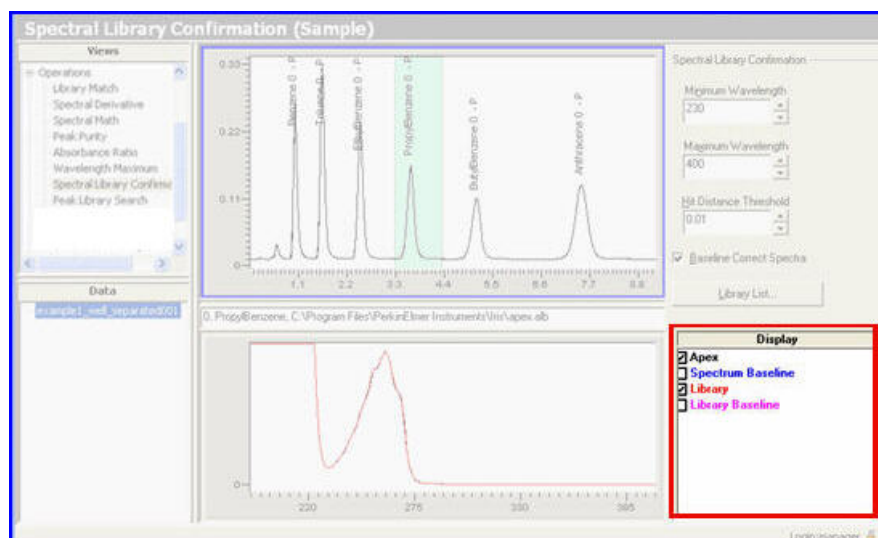 Spectral Library Confirmation (Sample)
Views
Operations
Library Match
Spectral Derivative
Spectral Math
Peak Purity
Absorbance Ratio
Wavelength Maximum
Spectral Library Confirma
Peak Library Search
Data
example1_well_separated001
0.33
0.22
0.11
0
Benzene 0 - P
Toluene 0 - P
EthylBenzene 0 - P
PropylBenzene 0 - P
ButylBenzene 0 - P
Anthracene 0 - P
1.1 2.2 3.3 4.4 5.5 6.6 7.7 8.8
0, PropylBenzene, C:\Program Files\PerkinElmer Instruments\Iris\apex.alb
0
220 275 330 385
Spectral Library Confirmation
Minimum Wavelength
230
Maximum Wavelength
400
Hit Distance Threshold
0.01
Baseline Correct Spectra
Library List...
Display
Apex
Spectrum Baseline
Library
Library Baseline
Login:manager